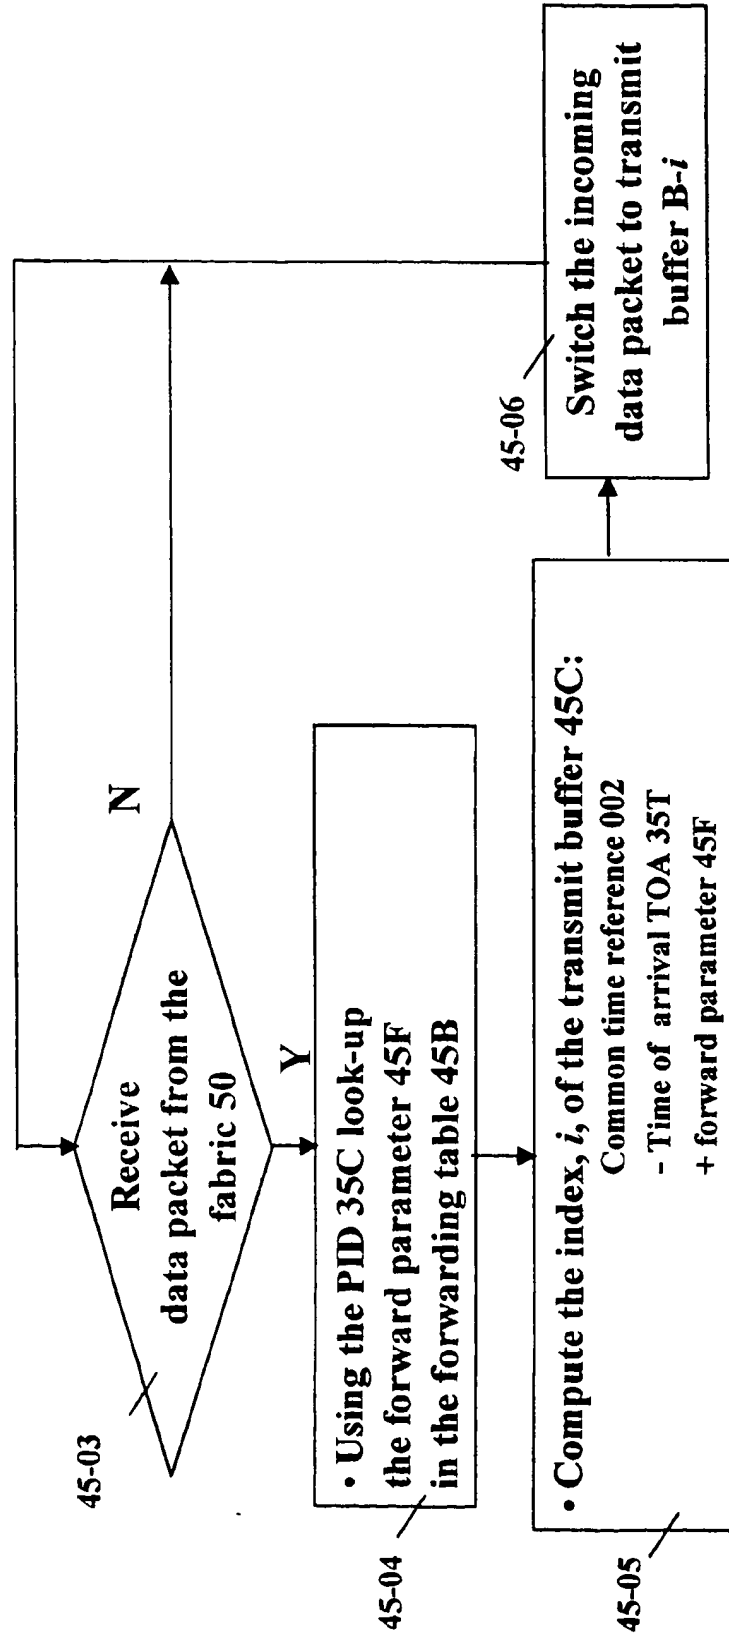 45-03
Receive
data packet from the
fabric 50
N
Y
45-04
• Using the PID 35C look-up
the forward parameter 45F
in the forwarding table 45B
45-05
• Compute the index, i, of the transmit buffer 45C:
Common time reference 002
- Time of arrival TOA 35T
+ forward parameter 45F
45-06
Switch the incoming
data packet to transmit
buffer B-i